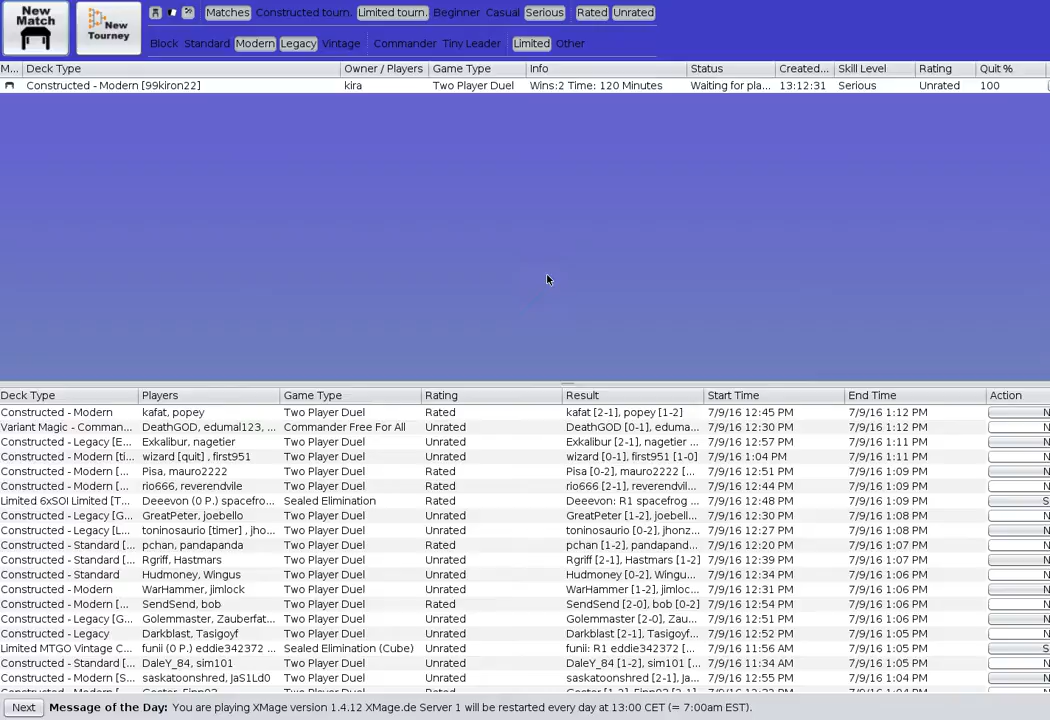 New Match
New Tourney
Matches Constructed tourn. Limited tourn. Beginner Casual Serious Rated Unrated
Block Standard Modern Legacy Vintage Commander Tiny Leader Limited Other
M... Deck Type Owner / Players Game Type Info Status Created... Skill Level Rating Quit %
Constructed - Modern [99kiron22] kira Two Player Duel Wins:2 Time: 120 Minutes Waiting for pla... 13:12:31 Serious Unrated 100
Deck Type Players Game Type Rating Result Start Time End Time Action
Constructed - Modern kafat, popey Two Player Duel Rated kafat [2-1], popey [1-2] 7/9/16 12:45 PM 7/9/16 1:12 PM N
Variant Magic - Comman... DeathGOD, edumal123, ... Commander Free For All Unrated DeathGOD [0-1], eduma... 7/9/16 12:30 PM 7/9/16 1:12 PM N
Constructed - Legacy [E... Exkalibur, nagetier Two Player Duel Unrated Exkalibur [2-1], nagetier ... 7/9/16 12:57 PM 7/9/16 1:11 PM N
Constructed - Modern [ti... wizard [quit] , first951 Two Player Duel Unrated wizard [0-1], first951 [1-0] 7/9/16 1:04 PM 7/9/16 1:11 PM N
Constructed - Modern [... Pisa, mauro2222 Two Player Duel Rated Pisa [0-2], mauro2222 [... 7/9/16 12:51 PM 7/9/16 1:09 PM N
Constructed - Modern [... rio666, reverendvile Two Player Duel Rated rio666 [2-1], reverendvil... 7/9/16 12:44 PM 7/9/16 1:09 PM N
Limited 6xSOI Limited [T... Deeevon (0 P.) spacefro... Sealed Elimination Rated Deeevon: R1 spacefrog ... 7/9/16 12:48 PM 7/9/16 1:09 PM S
Constructed - Legacy [G... GreatPeter, joebello Two Player Duel Unrated GreatPeter [1-2], joebell... 7/9/16 12:30 PM 7/9/16 1:08 PM N
Constructed - Legacy [L... toninosaurio [timer] , jho... Two Player Duel Unrated toninosaurio [0-2], jhonz... 7/9/16 12:27 PM 7/9/16 1:08 PM N
Constructed - Standard [... pchan, pandapanda Two Player Duel Rated pchan [1-2], pandapand... 7/9/16 12:20 PM 7/9/16 1:07 PM N
Constructed - Standard [... Rgriff, Hastmars Two Player Duel Unrated Rgriff [2-1], Hastmars [1-2] 7/9/16 12:39 PM 7/9/16 1:07 PM N
Constructed - Standard Hudmoney, Wingus Two Player Duel Unrated Hudmoney [0-2], Wingu... 7/9/16 12:34 PM 7/9/16 1:06 PM N
Constructed - Modern WarHammer, jimlock Two Player Duel Unrated WarHammer [1-2], jimloc... 7/9/16 12:31 PM 7/9/16 1:06 PM N
Constructed - Modern [... SendSend, bob Two Player Duel Rated SendSend [2-0], bob [0-2] 7/9/16 12:54 PM 7/9/16 1:06 PM N
Constructed - Legacy [G... Golemmaster, Zauberfat... Two Player Duel Unrated Golemmaster [2-0], Zau... 7/9/16 12:51 PM 7/9/16 1:06 PM N
Constructed - Legacy Darkblast, Tasigoyf Two Player Duel Unrated Darkblast [2-1], Tasigoyf... 7/9/16 12:52 PM 7/9/16 1:05 PM N
Limited MTGO Vintage C... funii (0 P.) eddie342372 ... Sealed Elimination (Cube) Unrated funii: R1 eddie342372 [... 7/9/16 11:56 AM 7/9/16 1:05 PM S
Constructed - Standard [... DaleY_84, sim101 Two Player Duel Unrated DaleY_84 [1-2], sim101 [... 7/9/16 11:34 AM 7/9/16 1:05 PM N
Constructed - Modern [S... saskatoonshred, JaS1Ld0 Two Player Duel Unrated saskatoonshred [2-1], Ja... 7/9/16 12:55 PM 7/9/16 1:04 PM N
Next Message of the Day: You are playing XMage version 1.4.12 XMage.de Server 1 will be restarted every day at 13:00 CET (= 7:00am EST).